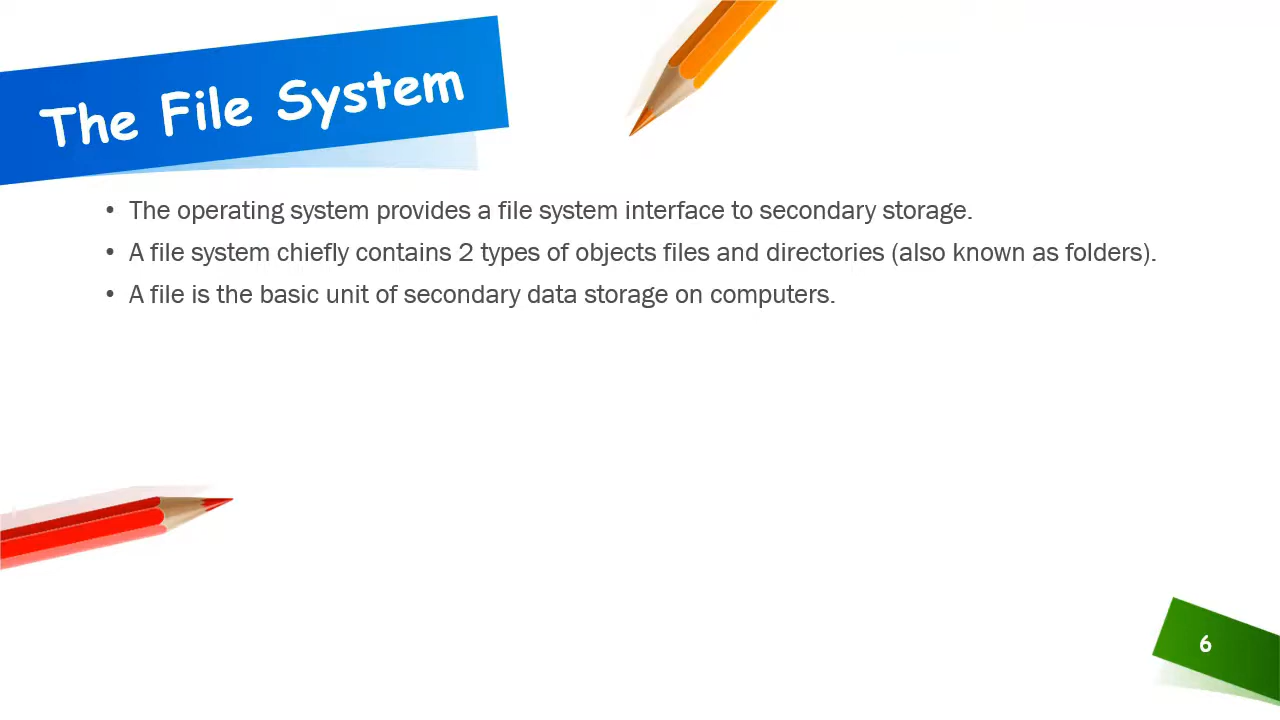 The File System
• The operating system provides a file system interface to secondary storage.
• A file system chiefly contains 2 types of objects files and directories (also known as folders).
• A file is the basic unit of secondary data storage on computers.
6